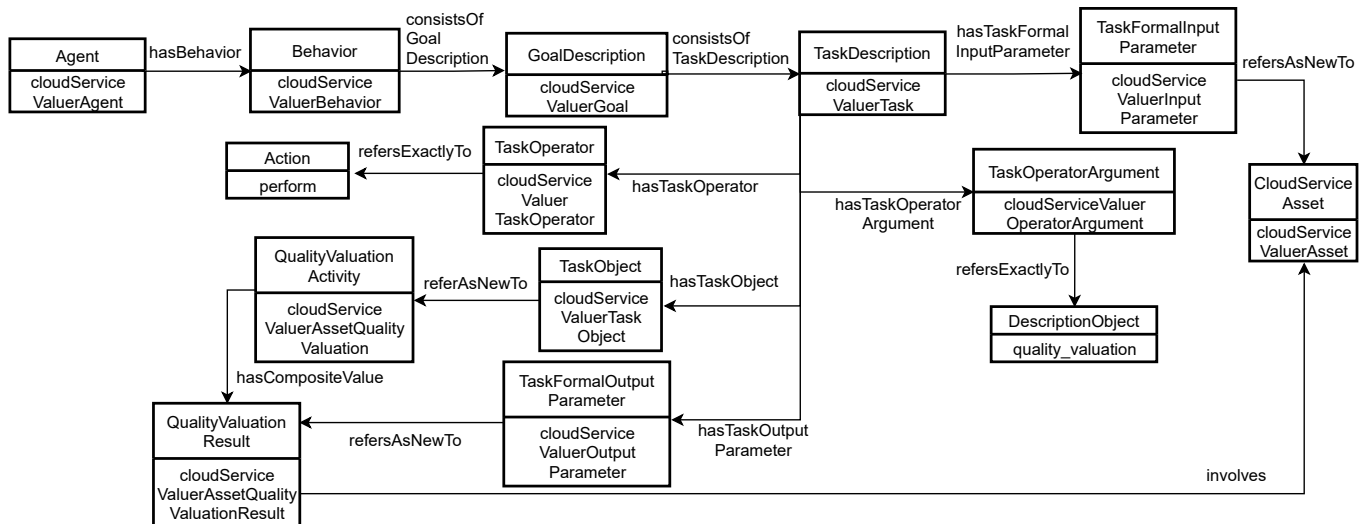 Agent
cloudService
ValuerAgent
hasBehavior
Behavior
cloudService
ValuerBehavior
consistsOf
Goal
Description
GoalDescription
cloudService
ValuerGoal
consistsOf
TaskDescription
TaskDescription
cloudService
ValuerTask
hasTaskFormal
InputParameter
TaskFormalInput
Parameter
cloudService
ValuerInput
Parameter
refersAsNewTo
Action
perform
refersExactlyTo
TaskOperator
cloudService
Valuer
TaskOperator
hasTaskOperator
hasTaskOperator
Argument
TaskOperatorArgument
cloudServiceValuer
OperatorArgument
CloudService
Asset
cloudService
ValuerAsset
QualityValuation
Activity
cloudService
ValuerAssetQuality
Valuation
referAsNewTo
TaskObject
cloudService
ValuerTask
Object
hasTaskObject
refersExactlyTo
DescriptionObject
quality_valuation
hasCompositeValue
QualityValuation
Result
cloudService
ValuerAssetQuality
ValuationResult
refersAsNewTo
TaskFormalOutput
Parameter
cloudService
ValuerOutput
Parameter
hasTaskOutput
Parameter
involves